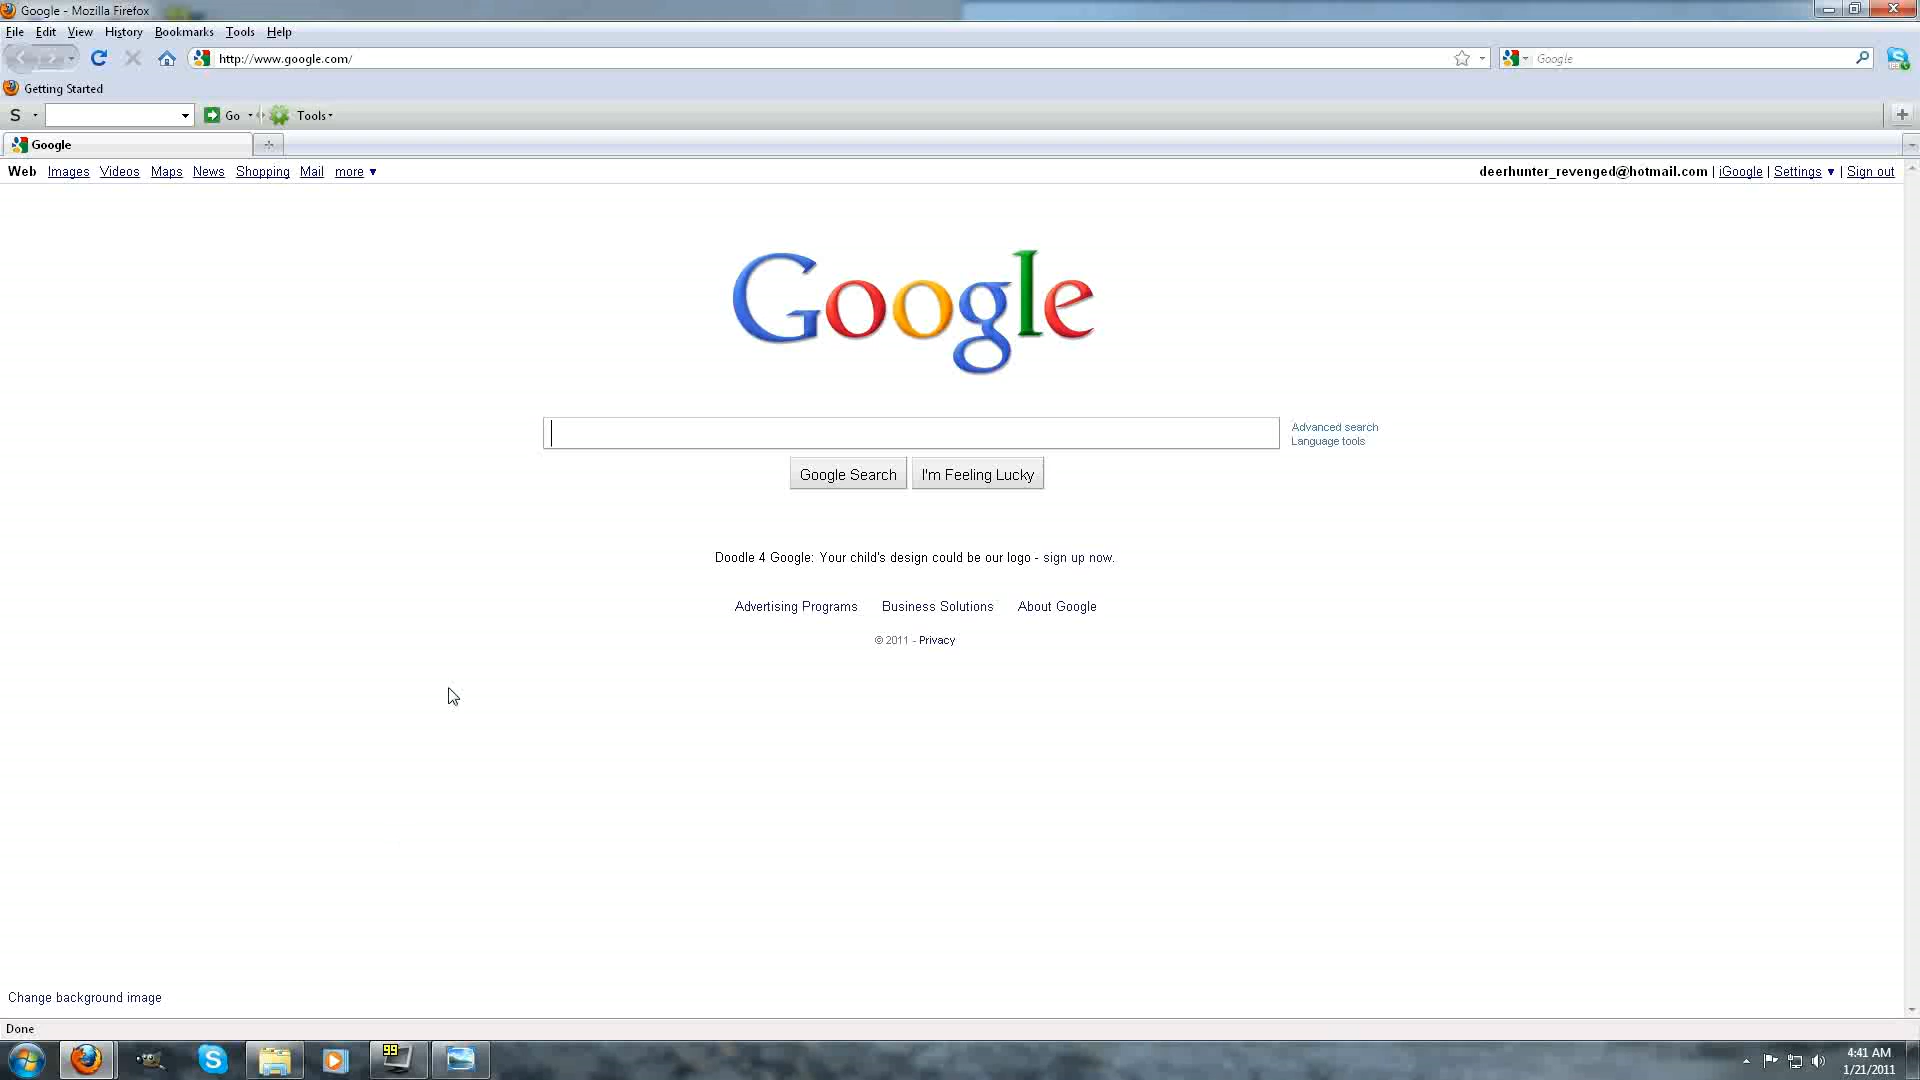 Google - Mozilla Firefox
File Edit View History Bookmarks Tools Help
http://www.google.com/ Google
Getting Started
S Go Tools
Google
Web Images Videos Maps News Shopping Mail more ▼ deerhunter_revenged@hotmail.com | iGoogle | Settings ▼ | Sign out
Google
Advanced search
Language tools
Google Search I'm Feeling Lucky
Doodle 4 Google: Your child's design could be our logo - sign up now.
Advertising Programs Business Solutions About Google
© 2011 - Privacy
Change background image
Done
99
4:41 AM
1/21/2011